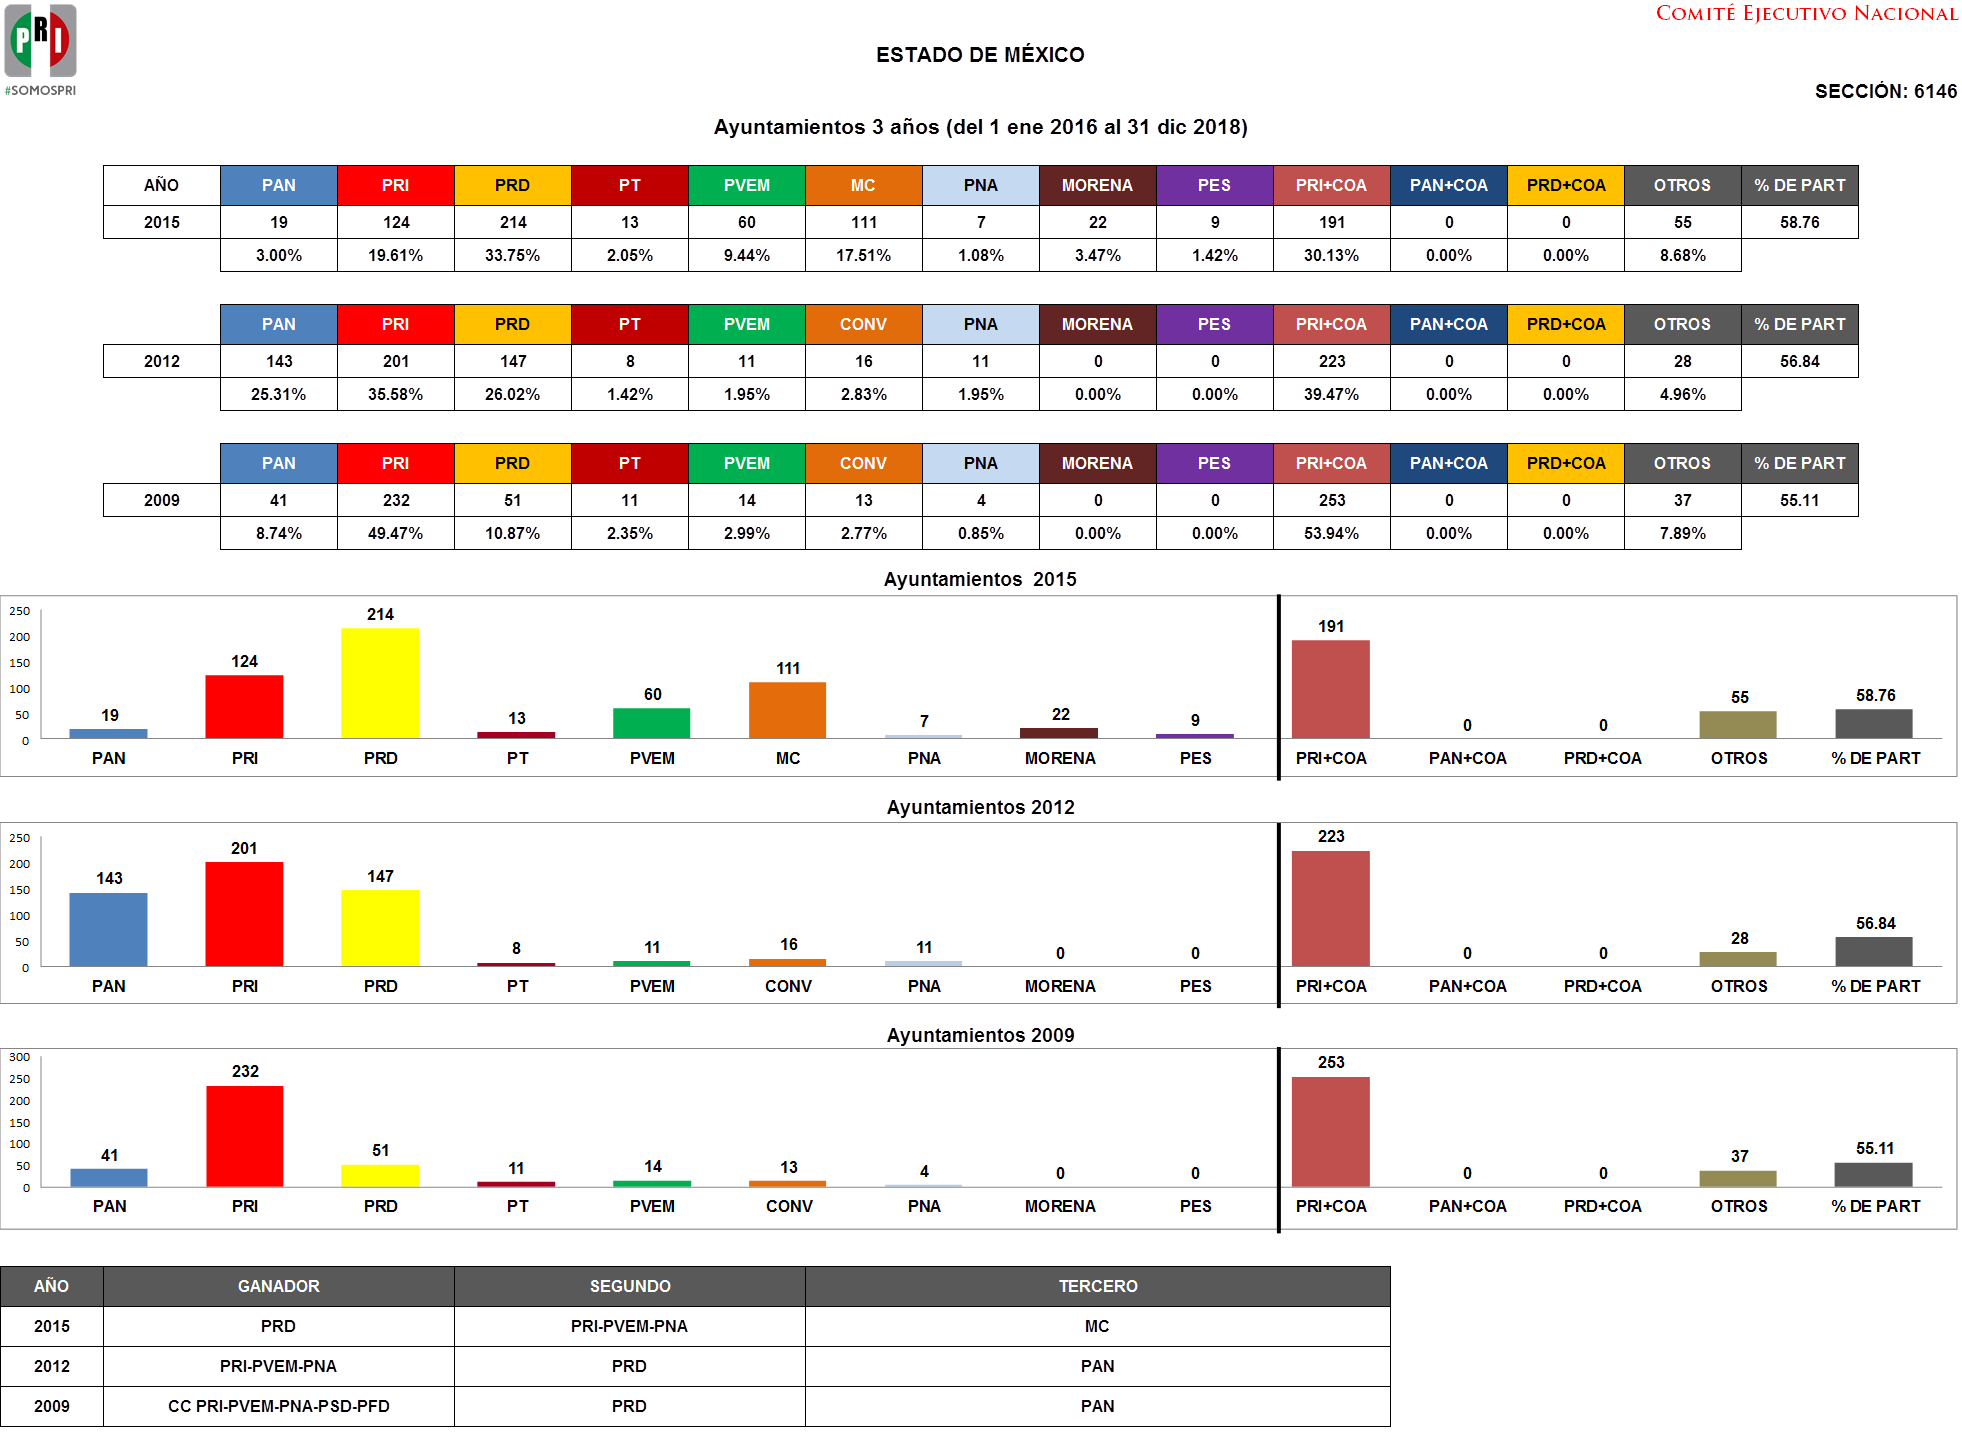 PRI
#SOMOSPRI
COMITÉ EJECUTIVO NACIONAL
ESTADO DE MÉXICO
SECCIÓN: 6146
Ayuntamientos 3 años (del 1 ene 2016 al 31 dic 2018)
AÑO PAN PRI PRD PT PVEM MC PNA MORENA PES PRI+COA PAN+COA PRD+COA OTROS % DE PART
2015 19 124 214 13 60 111 7 22 9 191 0 0 55 58.76
3.00% 19.61% 33.75% 2.05% 9.44% 17.51% 1.08% 3.47% 1.42% 30.13% 0.00% 0.00% 8.68%
PAN PRI PRD PT PVEM CONV PNA MORENA PES PRI+COA PAN+COA PRD+COA OTROS % DE PART
2012 143 201 147 8 11 16 11 0 0 223 0 0 28 56.84
25.31% 35.58% 26.02% 1.42% 1.95% 2.83% 1.95% 0.00% 0.00% 39.47% 0.00% 0.00% 4.96%
PAN PRI PRD PT PVEM CONV PNA MORENA PES PRI+COA PAN+COA PRD+COA OTROS % DE PART
2009 41 232 51 11 14 13 4 0 0 253 0 0 37 55.11
8.74% 49.47% 10.87% 2.35% 2.99% 2.77% 0.85% 0.00% 0.00% 53.94% 0.00% 0.00% 7.89%
Ayuntamientos 2015
250
200
150
100
50
0
19 124 214 13 60 111 7 22 9 191 0 0 55 58.76
PAN PRI PRD PT PVEM MC PNA MORENA PES PRI+COA PAN+COA PRD+COA OTROS % DE PART
Ayuntamientos 2012
250
200
150
100
50
0
143 201 147 8 11 16 11 0 0 223 0 0 28 56.84
PAN PRI PRD PT PVEM CONV PNA MORENA PES PRI+COA PAN+COA PRD+COA OTROS % DE PART
Ayuntamientos 2009
300
250
200
150
100
50
0
41 232 51 11 14 13 4 0 0 253 0 0 37 55.11
PAN PRI PRD PT PVEM CONV PNA MORENA PES PRI+COA PAN+COA PRD+COA OTROS % DE PART
AÑO GANADOR SEGUNDO TERCERO
2015 PRD PRI-PVEM-PNA MC
2012 PRI-PVEM-PNA PRD PAN
2009 CC PRI-PVEM-PNA-PSD-PFD PRD PAN